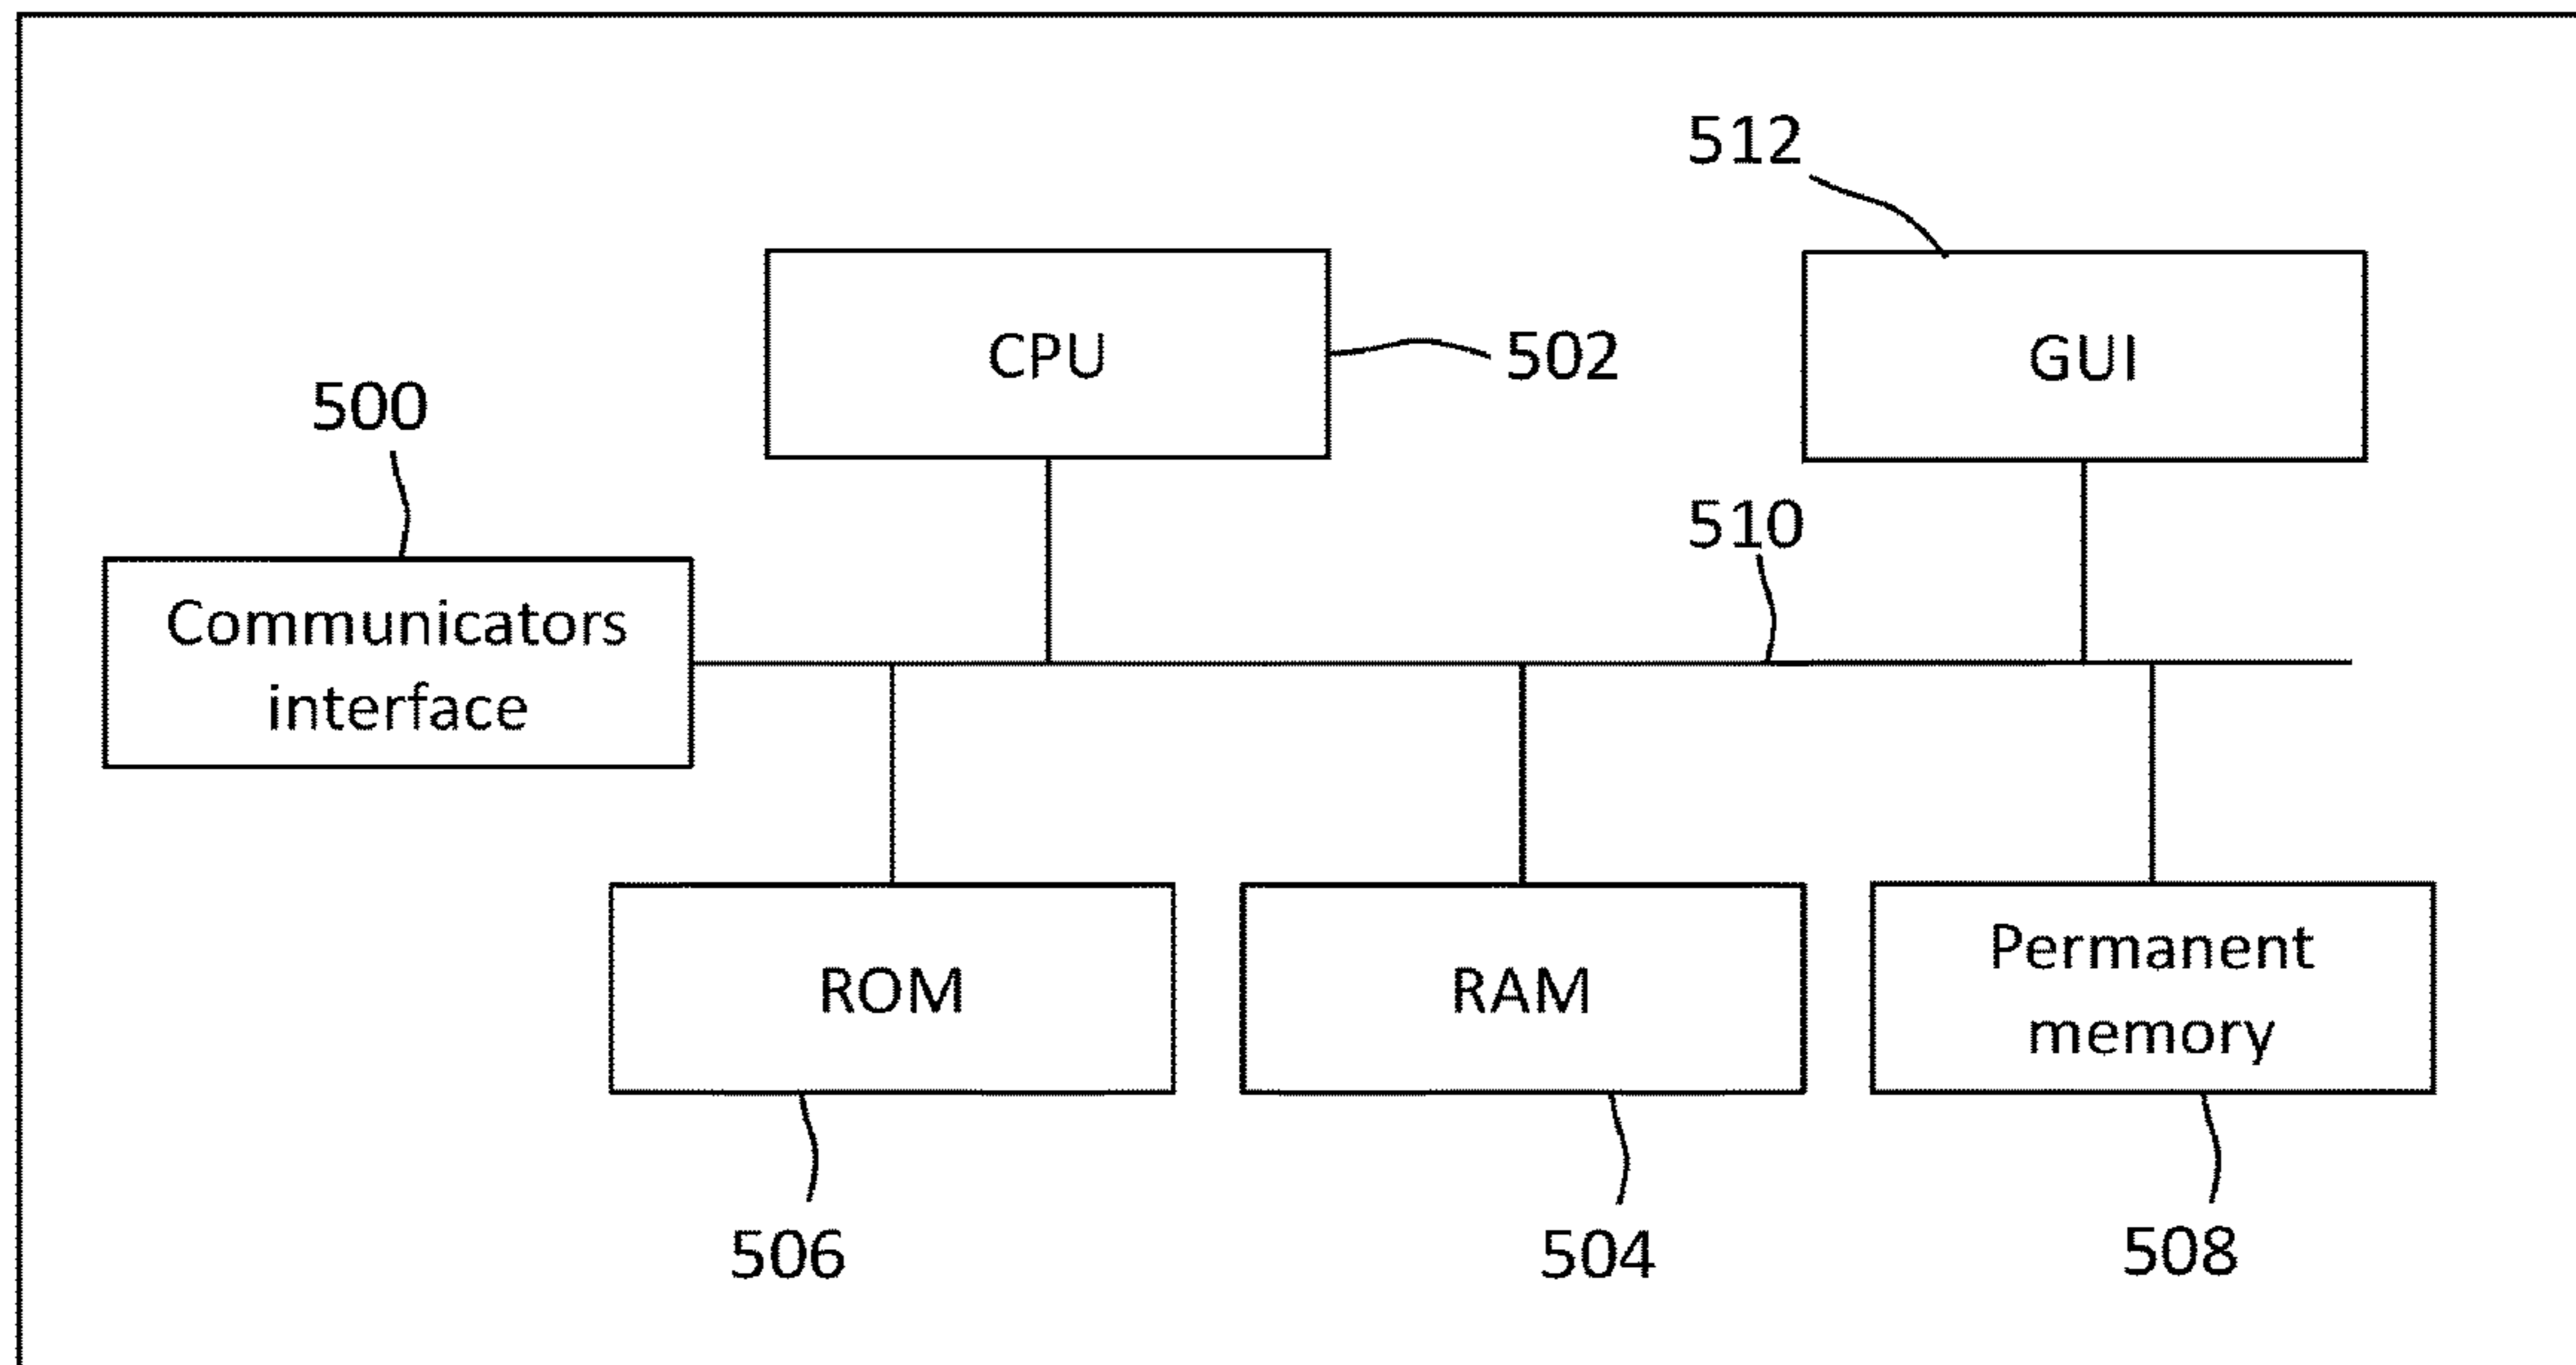 512
CPU
502
GUI
500
510
Communicators
interface
ROM
RAM
Permanent
memory
506
504
508